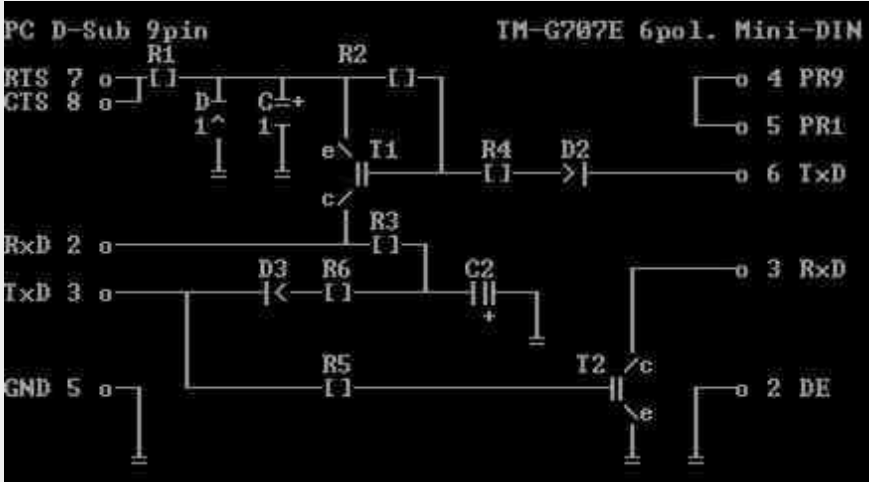 PC D-Sub 9pin TM-G707E 6pol. Mini-DIN
R1 R2
RTS 7 o 4 PR9
CTS 8 o D C +
1 1 o 5 PR1
e T1 R4 D2
o 6 TxD
c
R3
RxD 2 o
D3 R6 C2 o 3 RxD
TxD 3 o
+
R5 T2 c
GND 5 o o 2 DE
e